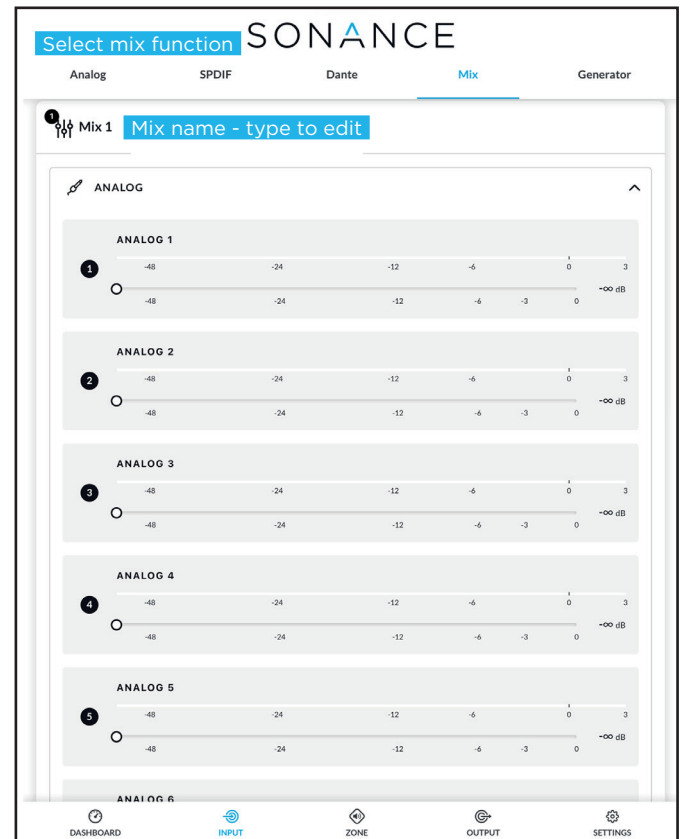 Select mix function SONANCE
Analog SPDIF Dante Mix Generator
1 Mix 1 Mix name - type to edit
ANALOG
ANALOG 1
-48 -24 -12 -6 0 3
1
-∞ dB
-48 -24 -12 -6 -3 0
ANALOG 2
-48 -24 -12 -6 0 3
2
-∞ dB
-48 -24 -12 -6 -3 0
ANALOG 3
-48 -24 -12 -6 0 3
3
-∞ dB
-48 -24 -12 -6 -3 0
ANALOG 4
-48 -24 -12 -6 0 3
4
-∞ dB
-48 -24 -12 -6 -3 0
ANALOG 5
-48 -24 -12 -6 0 3
5
-∞ dB
-48 -24 -12 -6 -3 0
ANALOG 6
DASHBOARD INPUT ZONE OUTPUT SETTINGS